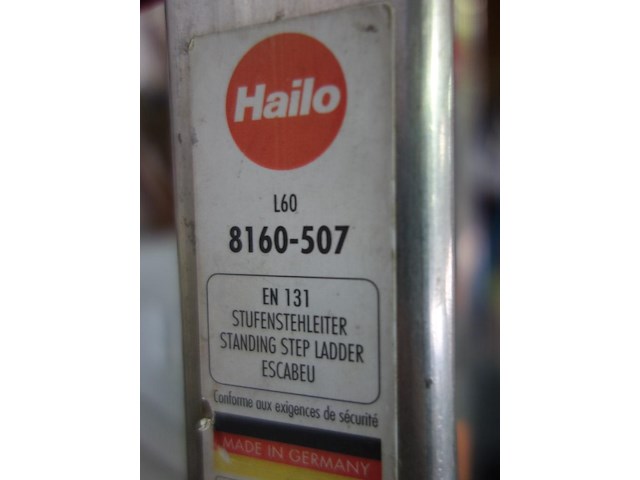 Hailo
L60
8160-507
EN 131
STUFENSTEHLEITER
STANDING STEP LADDER
ESCABEU
Conforme aux exigences de sécurité
MADE IN GERMANY